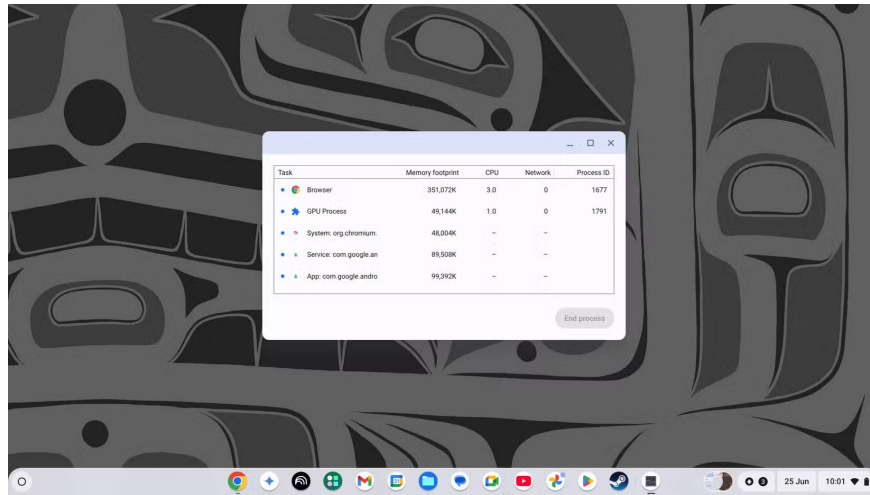 Task Memory footprint CPU Network Process ID
Browser 351,072K 3.0 0 1677
GPU Process 49,144K 1.0 0 1791
System: org.chromium. 48,004K – –
Service: com.google.an 89,508K – –
App: com.google.andro 99,392K – –
End process
3 25 Jun 10:01